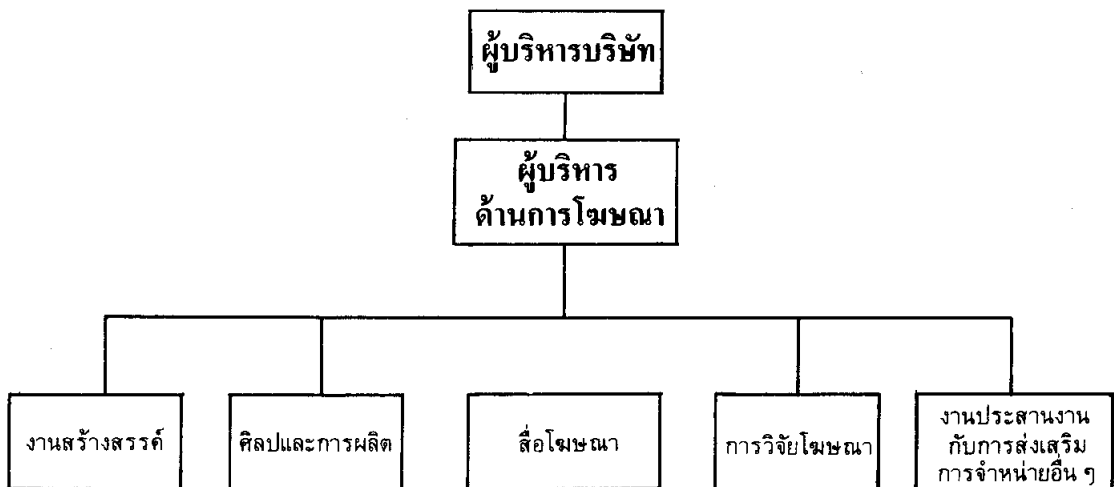 ผู้บริหารบริษัท
ผู้บริหาร
ด้านการโฆษณา
งานสร้างสรรค์
ศิลปและการผลิต
สื่อโฆษณา
การวิจัยโฆษณา
งานประสานงาน
กับการส่งเสริม
การจำหน่ายอื่น ๆ